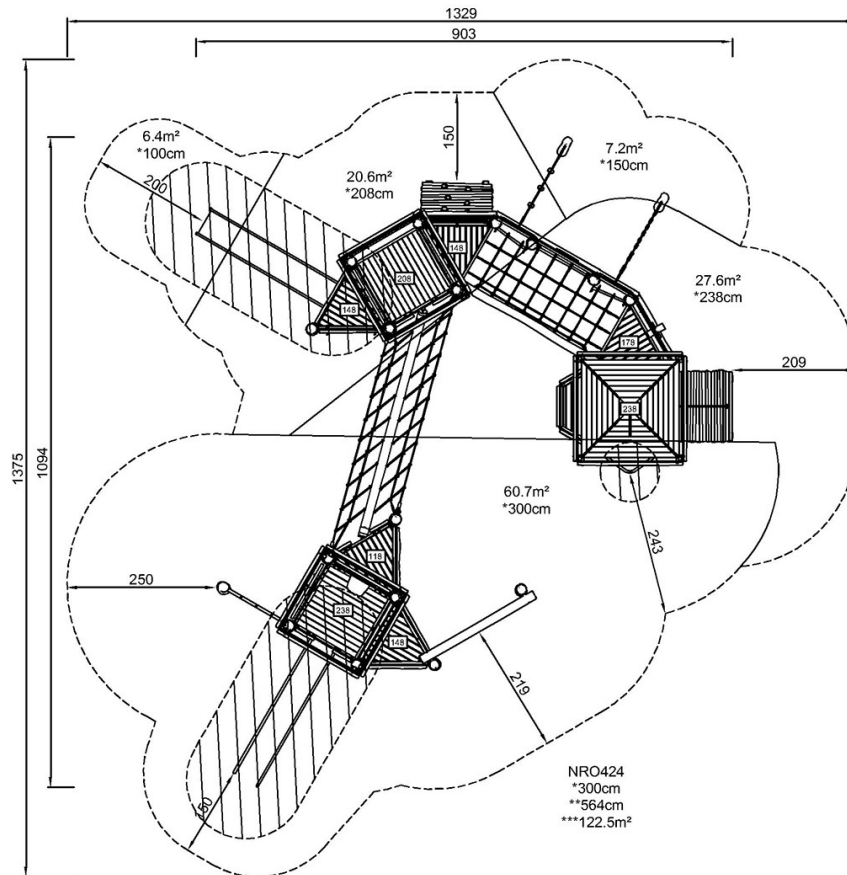 1329
903
6.4m²
*100cm
7.2m²
*150cm
150
20.6m²
*208cm
200
148
208
27.6m²
*238cm
148
178
209
238
1375
1094
60.7m²
*300cm
243
118
250
238
148
219
150
NRO424
*300cm
**564cm
***122.5m²